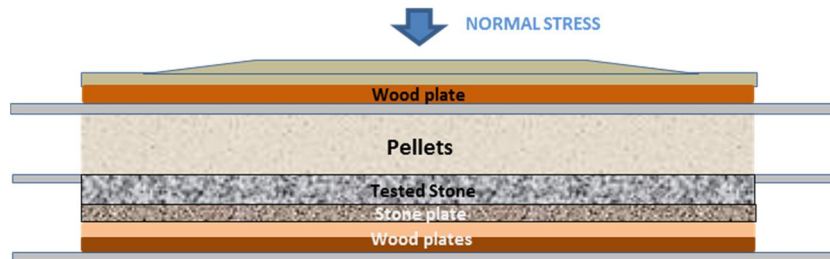 NORMAL STRESS
Wood plate
Pellets
Tested Stone
Stone plate
Wood plates